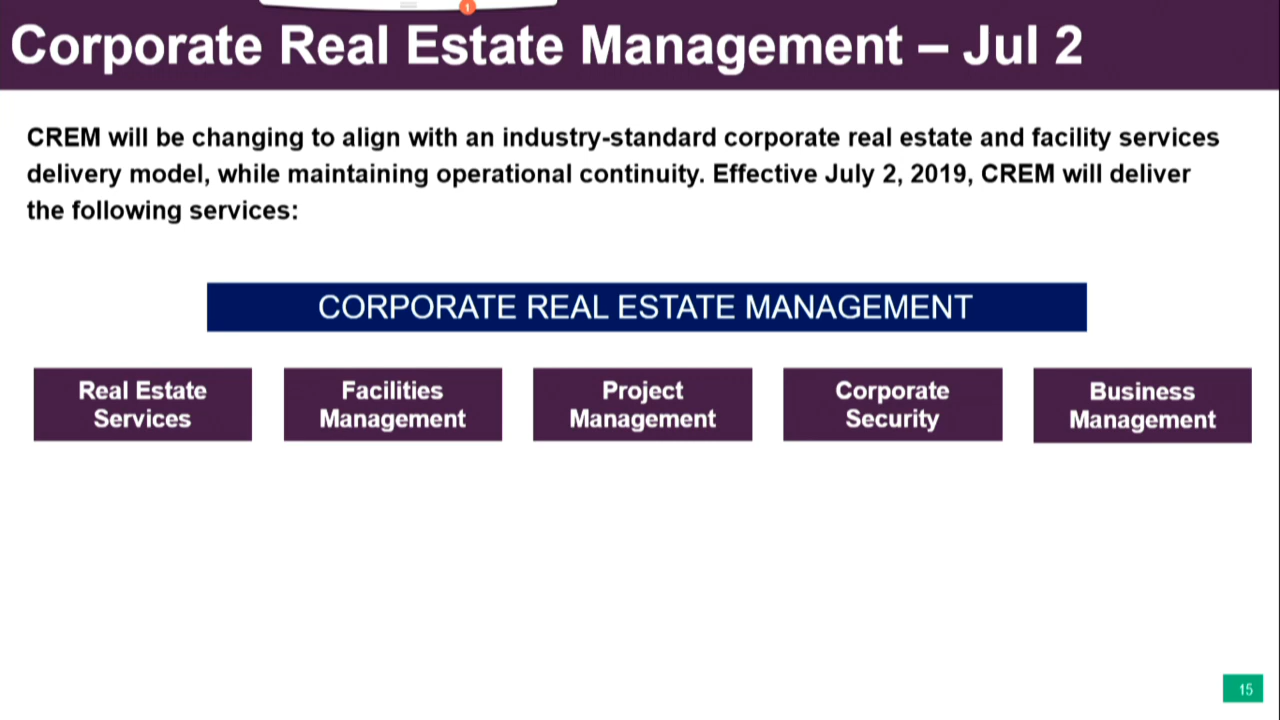 1
Corporate Real Estate Management – Jul 2
CREM will be changing to align with an industry-standard corporate real estate and facility services
delivery model, while maintaining operational continuity. Effective July 2, 2019, CREM will deliver
the following services:
CORPORATE REAL ESTATE MANAGEMENT
Real Estate
Services
Facilities
Management
Project
Management
Corporate
Security
Business
Management
15